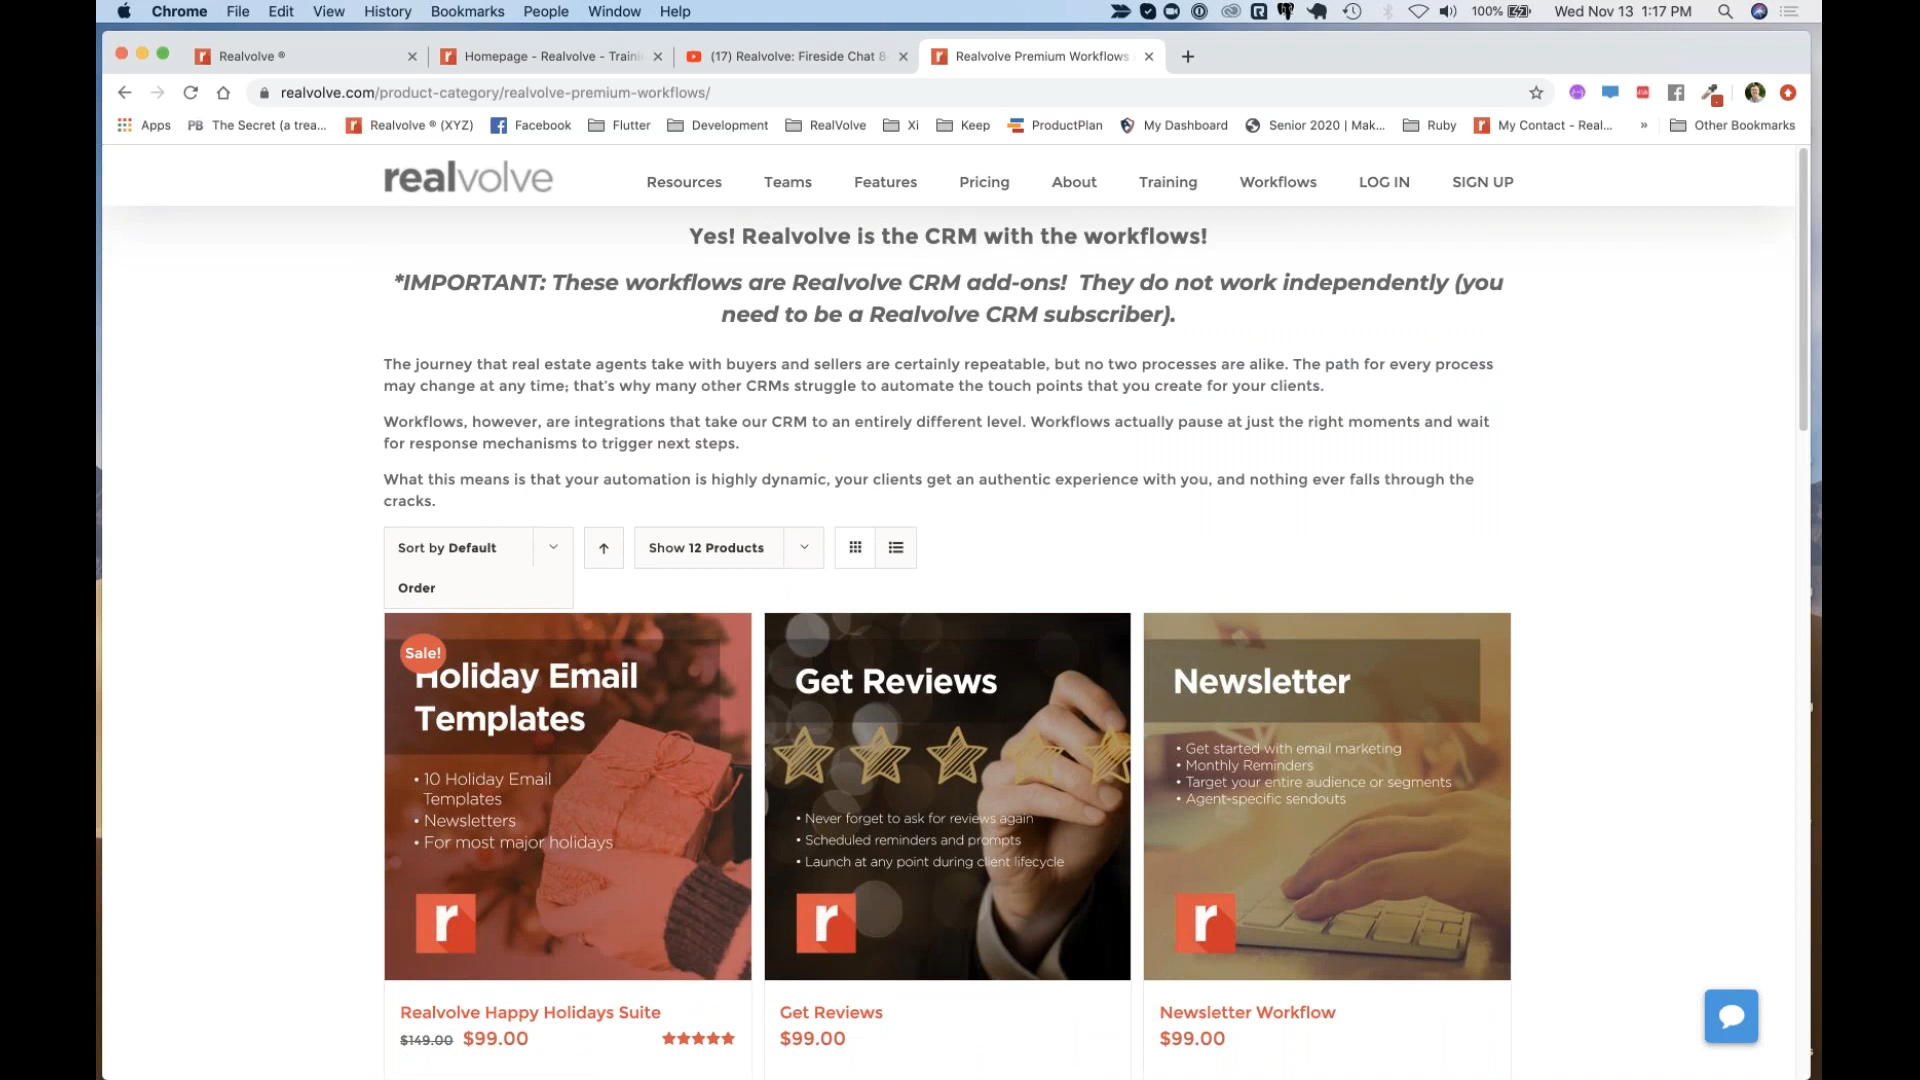 Chrome File Edit View History Bookmarks People Window Help 100% Wed Nov 13 1:17 PM
Realvolve ® Homepage - Realvolve - Traini (17) Realvolve: Fireside Chat 8- Realvolve Premium Workflows
realvolve.com/product-category/realvolve-premium-workflows/
Apps PB The Secret (a trea... Realvolve ® (XYZ) Facebook Flutter Development RealVolve Xi Keep ProductPlan My Dashboard Senior 2020 | Mak... Ruby My Contact - Real... » Other Bookmarks
realvolve Resources Teams Features Pricing About Training Workflows LOG IN SIGN UP
Yes! Realvolve is the CRM with the workflows!
*IMPORTANT: These workflows are Realvolve CRM add-ons! They do not work independently (you
need to be a Realvolve CRM subscriber).
The journey that real estate agents take with buyers and sellers are certainly repeatable, but no two processes are alike. The path for every process
may change at any time; that's why many other CRMs struggle to automate the touch points that you create for your clients.
Workflows, however, are integrations that take our CRM to an entirely different level. Workflows actually pause at just the right moments and wait
for response mechanisms to trigger next steps.
What this means is that your automation is highly dynamic, your clients get an authentic experience with you, and nothing ever falls through the
cracks.
Sort by Default
Order
Show 12 Products
Sale!
Holiday Email
Templates
• 10 Holiday Email
Templates
• Newsletters
• For most major holidays
r
Realvolve Happy Holidays Suite
$149.00 $99.00
Get Reviews
• Never forget to ask for reviews again
• Scheduled reminders and prompts
• Launch at any point during client lifecycle
r
Get Reviews
$99.00
Newsletter
• Get started with email marketing
• Monthly Reminders
• Target your entire audience or segments
• Agent-specific sendouts
r
Newsletter Workflow
$99.00